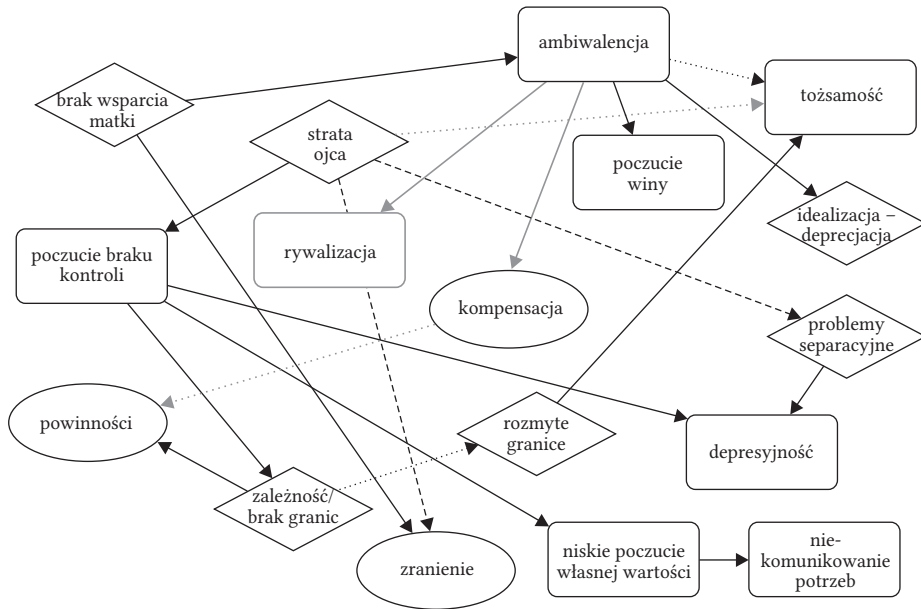 ambiwalencja
brak wsparcia
matki
tożsamość
strata
ojca
poczucie
winy
idealizacja –
deprecjacja
poczucie braku
kontroli
rywalizacja
kompensacja
problemy
separacyjne
powinności
rozmyte
granice
depresyjność
zależność/
brak granic
zranienie
niskie poczucie
własnej wartości
nie-
komunikowanie
potrzeb